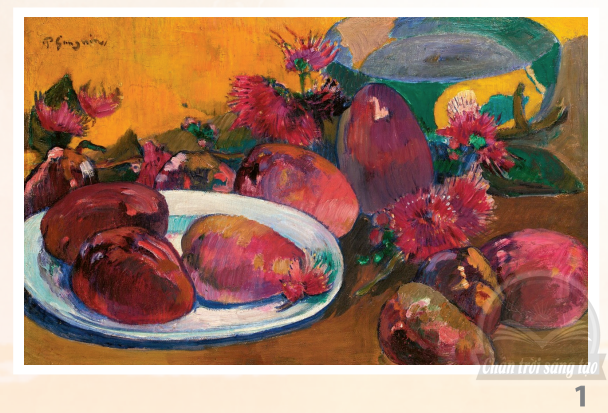 P Gauguin
Chân trời sáng tạo
1